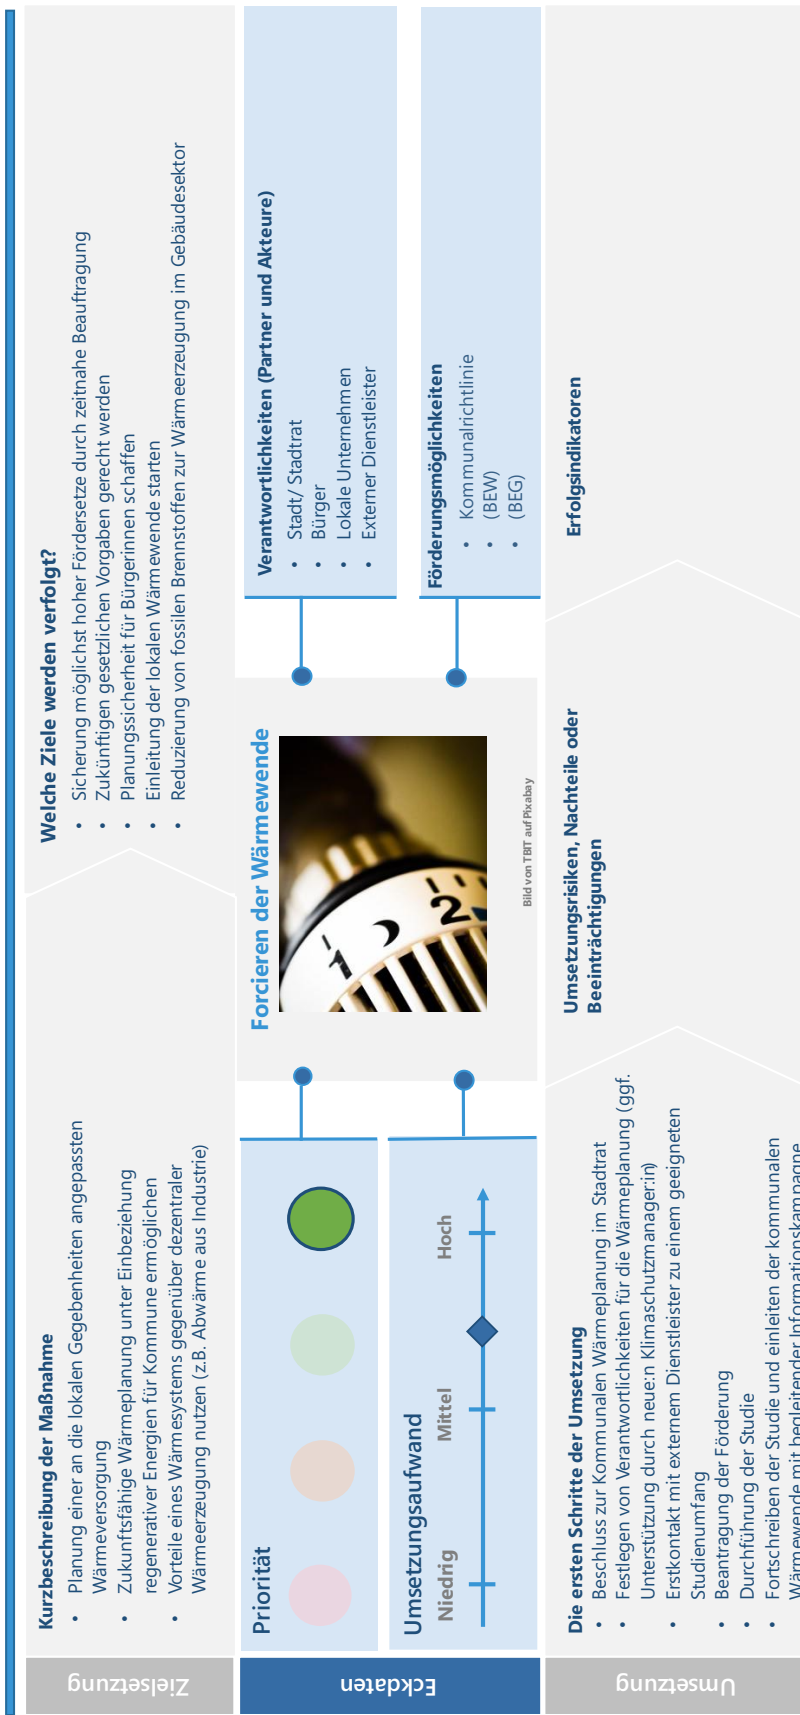 Zielsetzung
Kurzbeschreibung der Maßnahme
• Planung einer an die lokalen Gegebenheiten angepassten
Wärmeversorgung
• Zukunftsfähige Wärmeplanung unter Einbeziehung
regenerativer Energien für Kommune ermöglichen
• Vorteile eines Wärmesystems gegenüber dezentraler
Wärmeerzeugung nutzen (z.B. Abwärme aus Industrie)
Welche Ziele werden verfolgt?
• Sicherung möglichst hoher Fördersetze durch zeitnahe Beauftragung
• Zukünftigen gesetzlichen Vorgaben gerecht werden
• Planungssicherheit für Bürgerinnen schaffen
• Einleitung der lokalen Wärmewende starten
• Reduzierung von fossilen Brennstoffen zur Wärmeerzeugung im Gebäudesektor
Eckdaten
Priorität
Umsetzungsaufwand
Niedrig
Mittel
Hoch
Forcieren der Wärmewende
1
2
Bild von TBIT auf Pixabay
Verantwortlichkeiten (Partner und Akteure)
• Stadt/ Stadtrat
• Bürger
• Lokale Unternehmen
• Externer Dienstleister
Förderungsmöglichkeiten
• Kommunalrichtlinie
• (BEW)
• (BEG)
Umsetzung
Die ersten Schritte der Umsetzung
• Beschluss zur Kommunalen Wärmeplanung im Stadtrat
• Festlegen von Verantwortlichkeiten für die Wärmeplanung (ggf.
Unterstützung durch neue:n Klimaschutzmanager:in)
• Erstkontakt mit externem Dienstleister zu einem geeigneten
Studienumfang
• Beantragung der Förderung
• Durchführung der Studie
• Fortschreiben der Studie und einleiten der kommunalen
Wärmewende mit begleitender Informationskampagne
Umsetzungsrisiken, Nachteile oder
Beeinträchtigungen
Erfolgsindikatoren